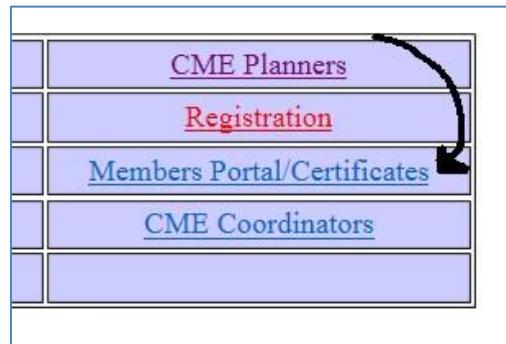 CME Planners
Registration
Members Portal/Certificates
CME Coordinators